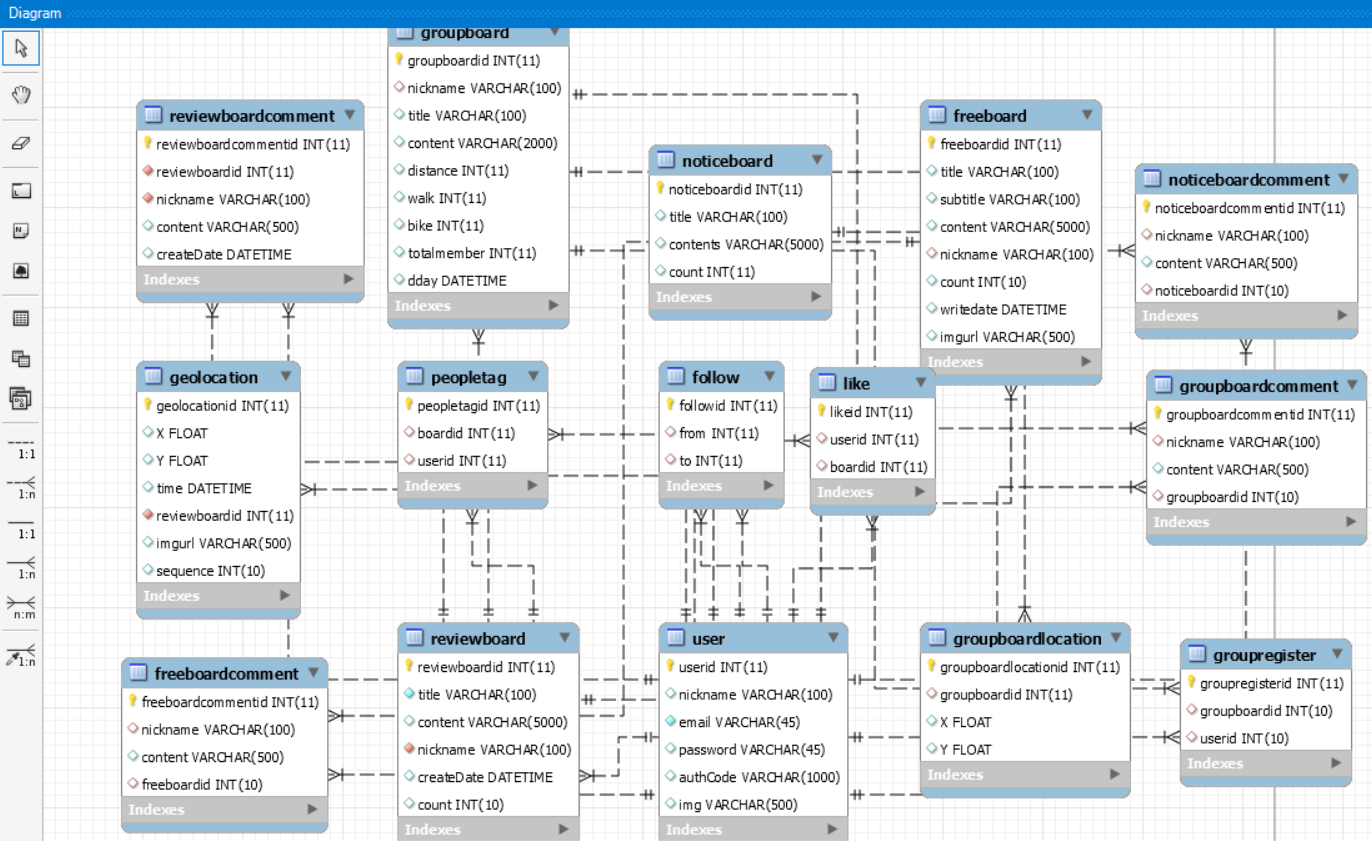 Diagram
groupboard
groupboardid INT(11)
nickname VARCHAR(100)
title VARCHAR(100)
content VARCHAR(2000)
distance INT(11)
walk INT(11)
bike INT(11)
totalmember INT(11)
dday DATETIME
Indexes
reviewboardcomment
reviewboardcommentid INT(11)
reviewboardid INT(11)
nickname VARCHAR(100)
content VARCHAR(500)
createDate DATETIME
Indexes
noticeboard
noticeboardid INT(11)
title VARCHAR(100)
contents VARCHAR(5000)
count INT(11)
Indexes
freeboard
freeboardid INT(11)
title VARCHAR(100)
subtitle VARCHAR(100)
content VARCHAR(5000)
nickname VARCHAR(100)
count INT(10)
writedate DATETIME
imgurl VARCHAR(500)
Indexes
noticeboardcomment
noticeboardcommentid INT(11)
nickname VARCHAR(100)
content VARCHAR(500)
noticeboardid INT(10)
Indexes
geolocation
geolocationid INT(11)
X FLOAT
Y FLOAT
time DATETIME
reviewboardid INT(11)
imgurl VARCHAR(500)
sequence INT(10)
Indexes
peopletag
peopletagid INT(11)
boardid INT(11)
userid INT(11)
Indexes
follow
followid INT(11)
from INT(11)
to INT(11)
Indexes
like
likeid INT(11)
userid INT(11)
boardid INT(11)
Indexes
groupboardcomment
groupboardcommentid INT(11)
nickname VARCHAR(100)
content VARCHAR(500)
groupboardid INT(10)
Indexes
1:1
1:n
1:1
1:n
n:m
1:n
freeboardcomment
freeboardcommentid INT(11)
nickname VARCHAR(100)
content VARCHAR(500)
freeboardid INT(10)
Indexes
reviewboard
reviewboardid INT(11)
title VARCHAR(100)
content VARCHAR(5000)
nickname VARCHAR(100)
createDate DATETIME
count INT(10)
Indexes
user
userid INT(11)
nickname VARCHAR(100)
email VARCHAR(45)
password VARCHAR(45)
authCode VARCHAR(1000)
img VARCHAR(500)
Indexes
groupboardlocation
groupboardlocationid INT(11)
groupboardid INT(11)
X FLOAT
Y FLOAT
Indexes
groupregister
groupregisterid INT(11)
groupboardid INT(10)
userid INT(10)
Indexes